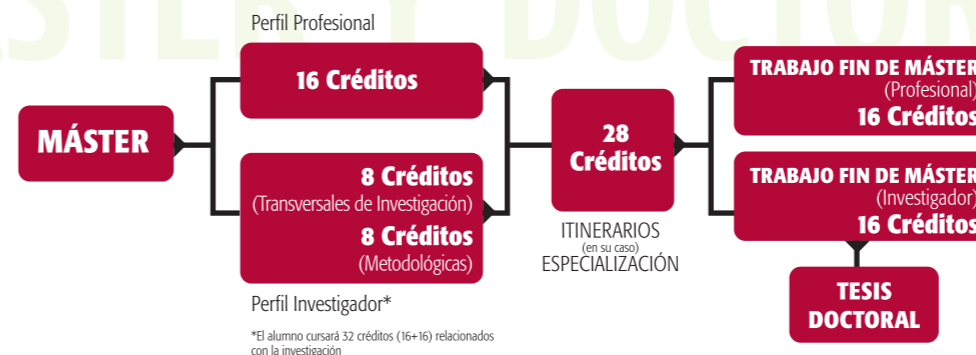 MASTER Y DOCTOR
Perfil Profesional
16 Créditos
MÁSTER
8 Créditos
(Transversales de Investigación)
8 Créditos
(Metodológicas)
Perfil Investigador*
*El alumno cursará 32 créditos (16+16) relacionados
con la investigación
28
Créditos
ITINERARIOS
(en su caso)
ESPECIALIZACIÓN
TRABAJO FIN DE MÁSTER
(Profesional)
16 Créditos
TRABAJO FIN DE MÁSTER
(Investigador)
16 Créditos
TESIS
DOCTORAL